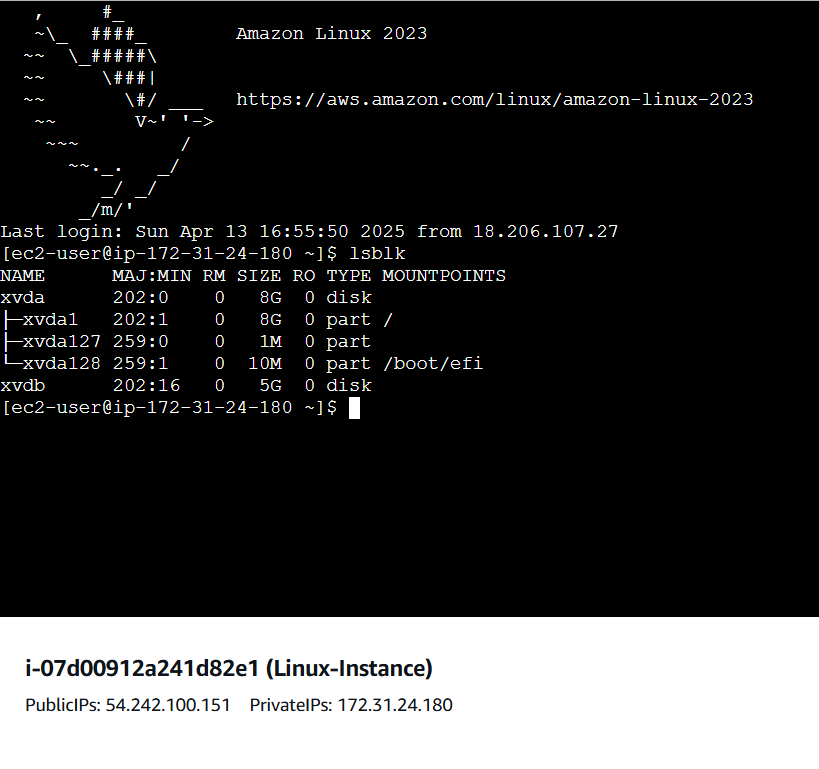 ,     #_
   ~\_  ####_        Amazon Linux 2023
  ~~  \_#####\
  ~~     \###|
  ~~       \#/ ___   https://aws.amazon.com/linux/amazon-linux-2023
   ~~       V~' '->
    ~~~         /
      ~~._.   _/
         _/ _/
       _/m/'
Last login: Sun Apr 13 16:55:50 2025 from 18.206.107.27
[ec2-user@ip-172-31-24-180 ~]$ lsblk
NAME      MAJ:MIN RM SIZE RO TYPE MOUNTPOINTS
xvda      202:0    0   8G  0 disk
├─xvda1   202:1    0   8G  0 part /
├─xvda127 259:0    0   1M  0 part
└─xvda128 259:1    0  10M  0 part /boot/efi
xvdb      202:16   0   5G  0 disk
[ec2-user@ip-172-31-24-180 ~]$
i-07d00912a241d82e1 (Linux-Instance)
PublicIPs: 54.242.100.151    PrivateIPs: 172.31.24.180